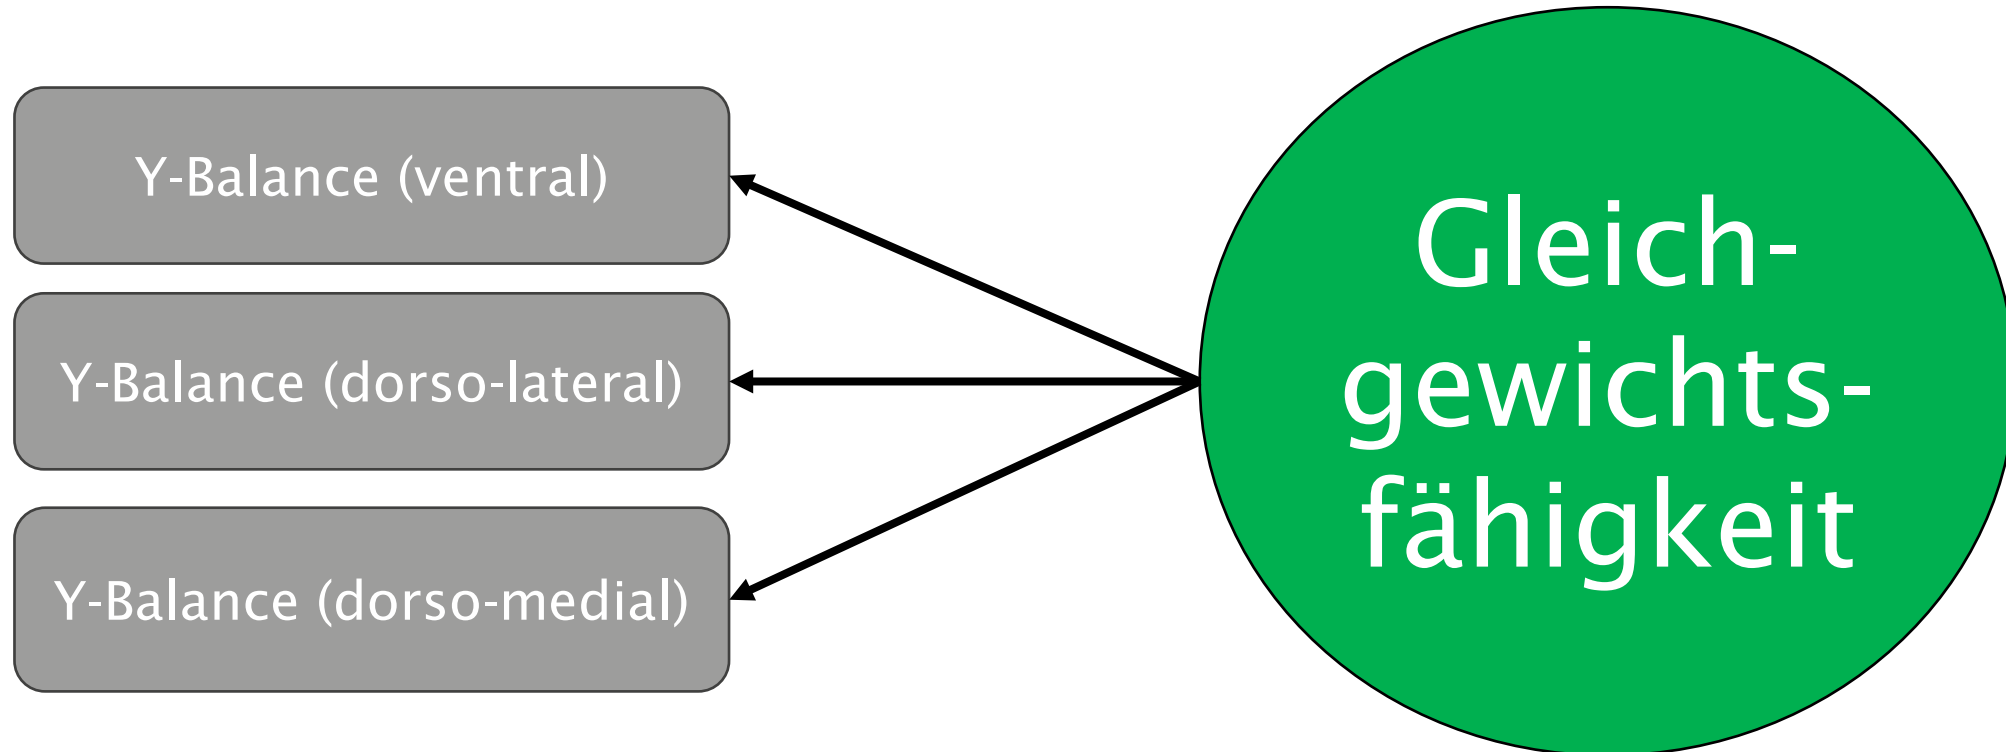 Y-Balance (ventral)
Y-Balance (dorso-lateral)
Y-Balance (dorso-medial)
Gleich-
gewichts-
fähigkeit